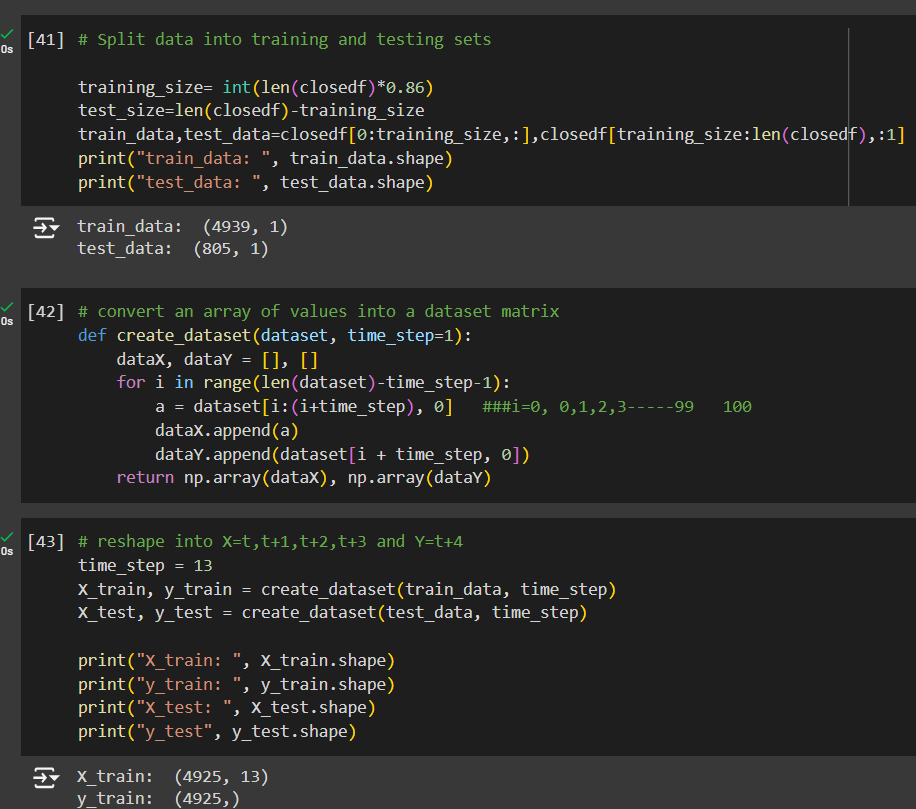 [41] # Split data into training and testing sets
0s
training_size= int(len(closedf)*0.86)
test_size=len(closedf)-training_size
train_data,test_data=closedf[0:training_size,:],closedf[training_size:len(closedf),:1]
print("train_data: ", train_data.shape)
print("test_data: ", test_data.shape)
train_data:  (4939, 1)
test_data:  (805, 1)
[42] # convert an array of values into a dataset matrix
0s
def create_dataset(dataset, time_step=1):
    dataX, dataY = [], []
    for i in range(len(dataset)-time_step-1):
        a = dataset[i:(i+time_step), 0]   ###i=0, 0,1,2,3-----99   100
        dataX.append(a)
        dataY.append(dataset[i + time_step, 0])
    return np.array(dataX), np.array(dataY)
[43] # reshape into X=t,t+1,t+2,t+3 and Y=t+4
0s
time_step = 13
X_train, y_train = create_dataset(train_data, time_step)
X_test, y_test = create_dataset(test_data, time_step)
print("X_train: ", X_train.shape)
print("y_train: ", y_train.shape)
print("X_test: ", X_test.shape)
print("y_test", y_test.shape)
X_train:  (4925, 13)
y_train:  (4925,)